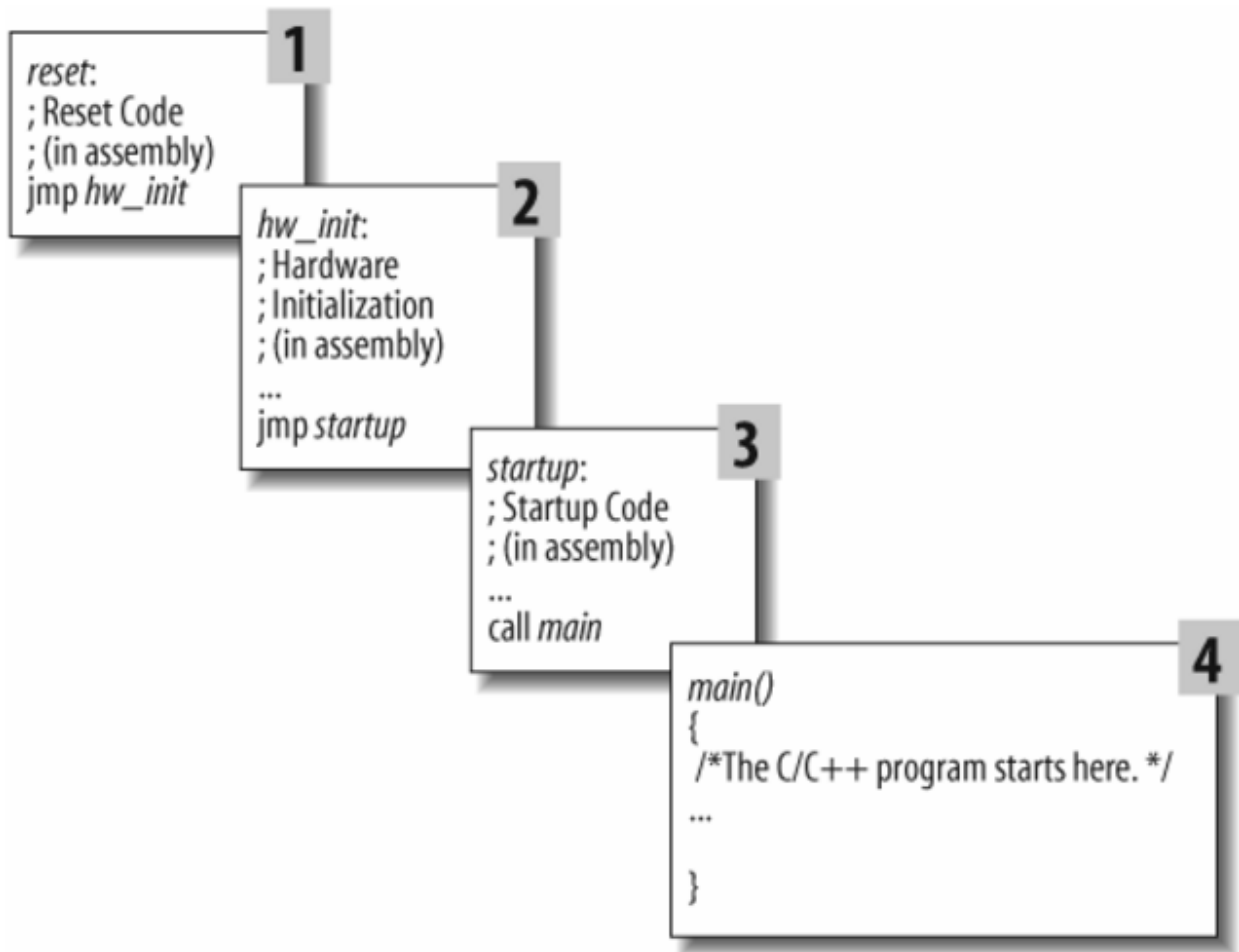 1
reset:
; Reset Code
; (in assembly)
jmp hw_init
2
hw_init:
; Hardware
; Initialization
; (in assembly)
...
jmp startup
3
startup:
; Startup Code
; (in assembly)
...
call main
4
main()
{
/*The C/C++ program starts here. */
...
}